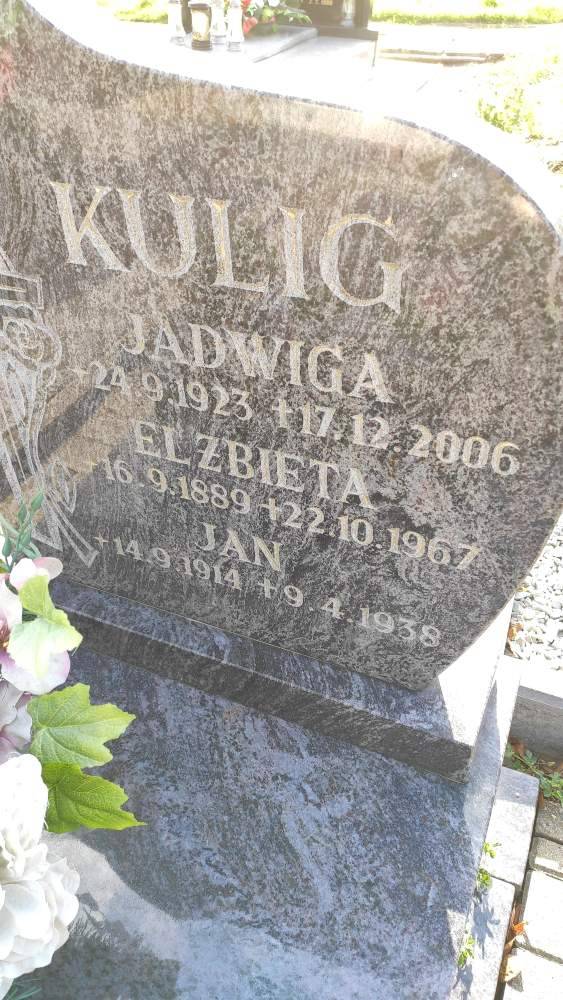 KULIG
JADWIGA
*24.9.1923 +17.12.2006
ELŻBIETA
*16.9.1889 +22.10.1967
JAN
*14.9.1914 +9.4.1938